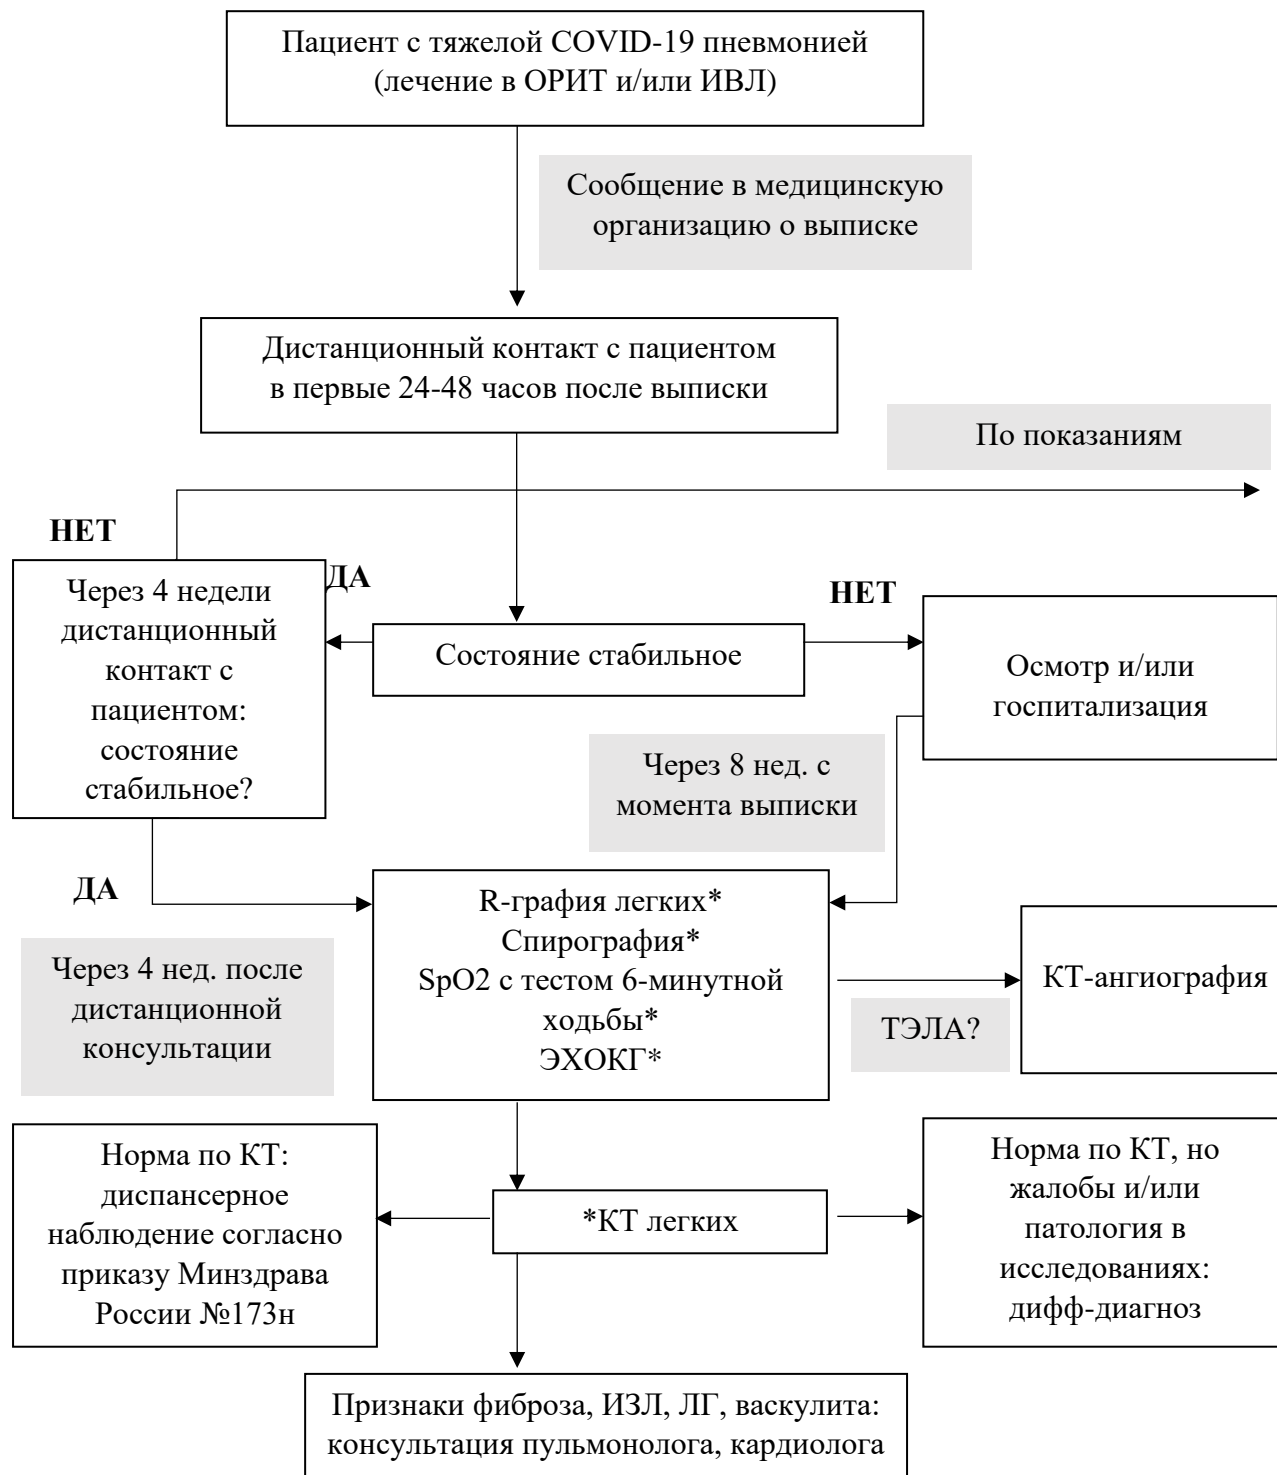 Пациент с тяжелой COVID-19 пневмонией
(лечение в ОРИТ и/или ИВЛ)
Сообщение в медицинскую
организацию о выписке
Дистанционный контакт с пациентом
в первые 24-48 часов после выписки
По показаниям
НЕТ
Через 4 недели
дистанционный
контакт с
пациентом:
состояние
стабильное?
ДА
Состояние стабильное
НЕТ
Осмотр и/или
госпитализация
Через 8 нед. с
момента выписки
ДА
Через 4 нед. после
дистанционной
консультации
R-графия легких*
Спирография*
SpO2 с тестом 6-минутной
ходьбы*
ЭХОКГ*
ТЭЛА?
КТ-ангиография
Норма по КТ:
диспансерное
наблюдение согласно
приказу Минздрава
России №173н
*КТ легких
Норма по КТ, но
жалобы и/или
патология в
исследованиях:
дифф-диагноз
Признаки фиброза, ИЗЛ, ЛГ, васкулита:
консультация пульмонолога, кардиолога